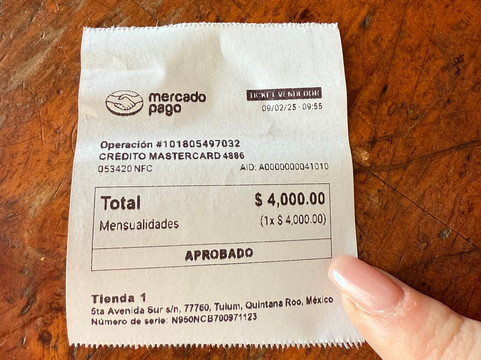 mercado
pago
TICKET VENDEDOR
09/02/25 - 09:55
Operación #101805497032
CREDITO MASTERCARD 4886
053420 NFC AID: A0000000041010
Total $ 4,000.00
Mensualidades (1x $ 4,000.00)
APROBADO
Tienda 1
5ta Avenida Sur s/n, 77760, Tulum, Quintana Roo, México
Número de serie: N950NCB700971123